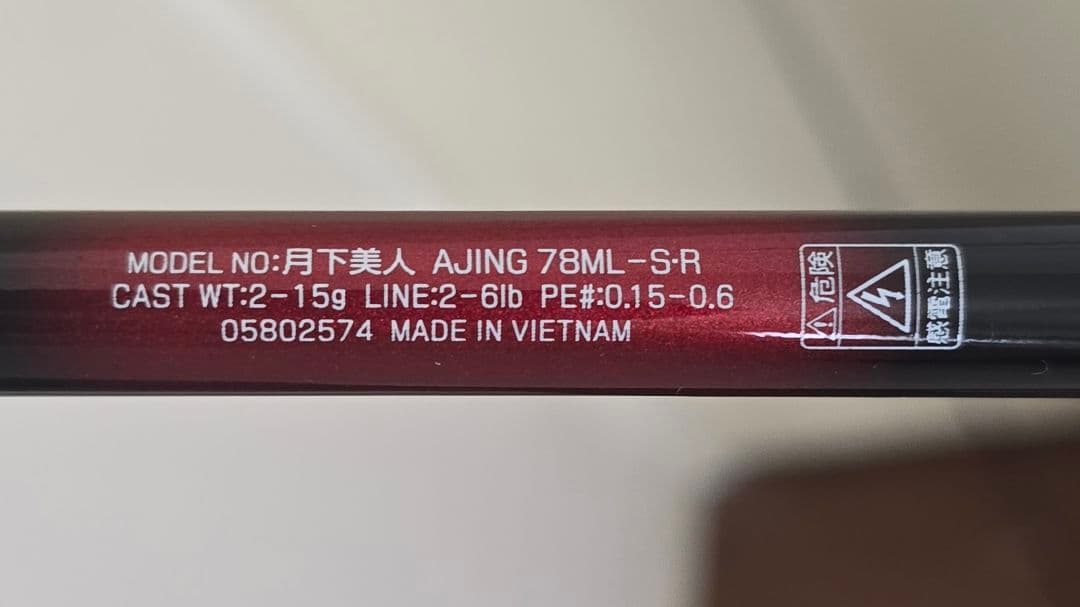 MODEL NO:月下美人 AJING 78ML-S・R
CAST WT:2-15g LINE:2-6lb PE#:0.15-0.6
05802574 MADE IN VIETNAM
危険
感電注意